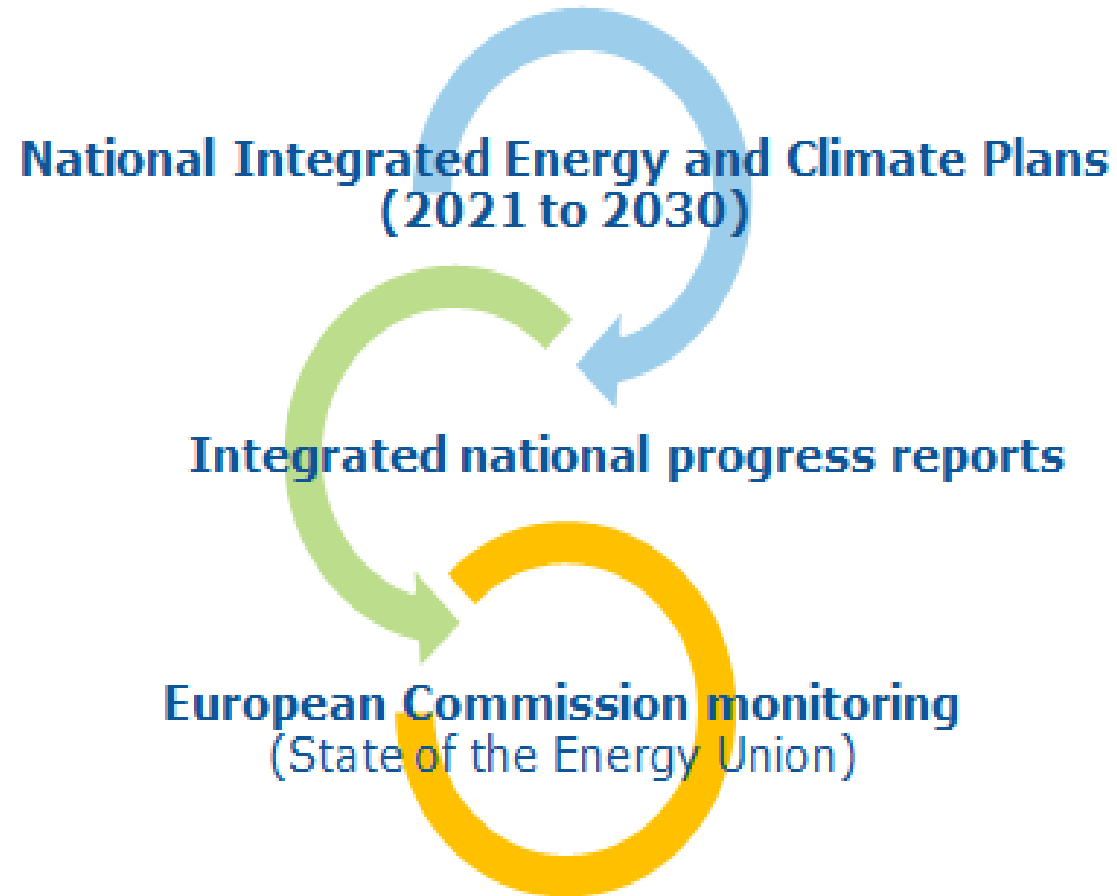 National Integrated Energy and Climate Plans
(2021 to 2030)
Integrated national progress reports
European Commission monitoring
(State of the Energy Union)